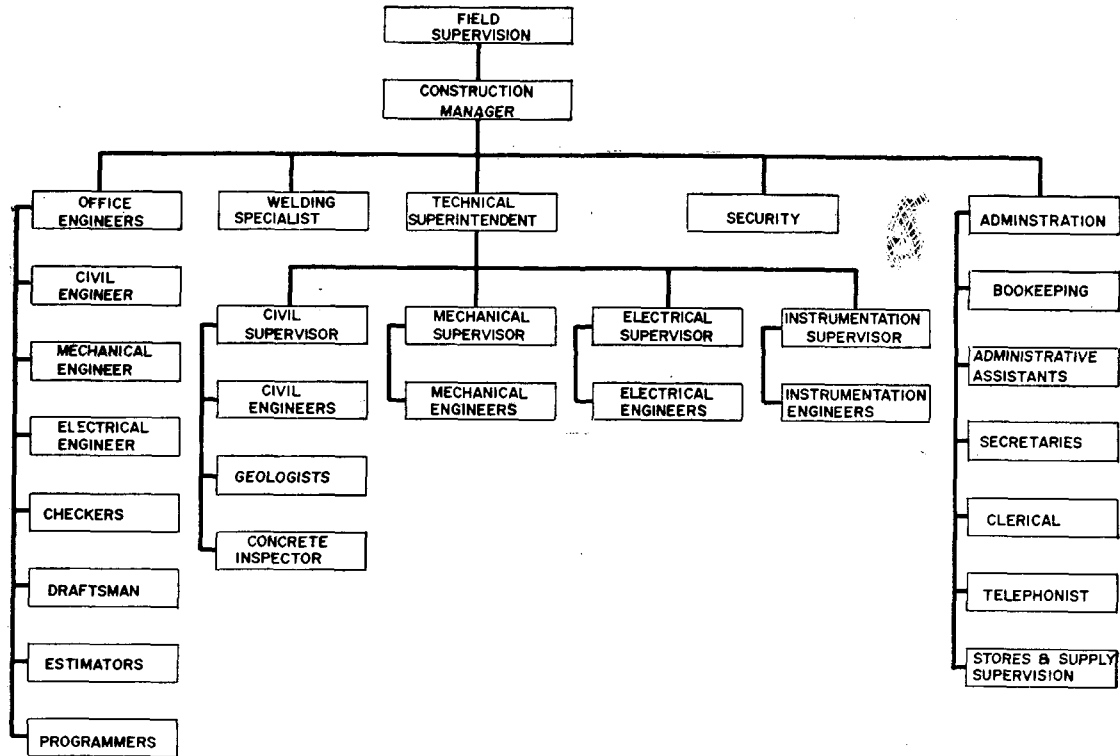 FIELD
SUPERVISION
CONSTRUCTION
MANAGER
OFFICE
ENGINEERS
WELDING
SPECIALIST
TECHNICAL
SUPERINTENDENT
SECURITY
ADMINSTRATION
CIVIL
ENGINEER
MECHANICAL
ENGINEER
ELECTRICAL
ENGINEER
CHECKERS
DRAFTSMAN
ESTIMATORS
PROGRAMMERS
CIVIL
SUPERVISOR
CIVIL
ENGINEERS
GEOLOGISTS
CONCRETE
INSPECTOR
MECHANICAL
SUPERVISOR
MECHANICAL
ENGINEERS
ELECTRICAL
SUPERVISOR
ELECTRICAL
ENGINEERS
INSTRUMENTATION
SUPERVISOR
INSTRUMENTATION
ENGINEERS
BOOKEEPING
ADMINISTRATIVE
ASSISTANTS
SECRETARIES
CLERICAL
TELEPHONIST
STORES & SUPPLY
SUPERVISION